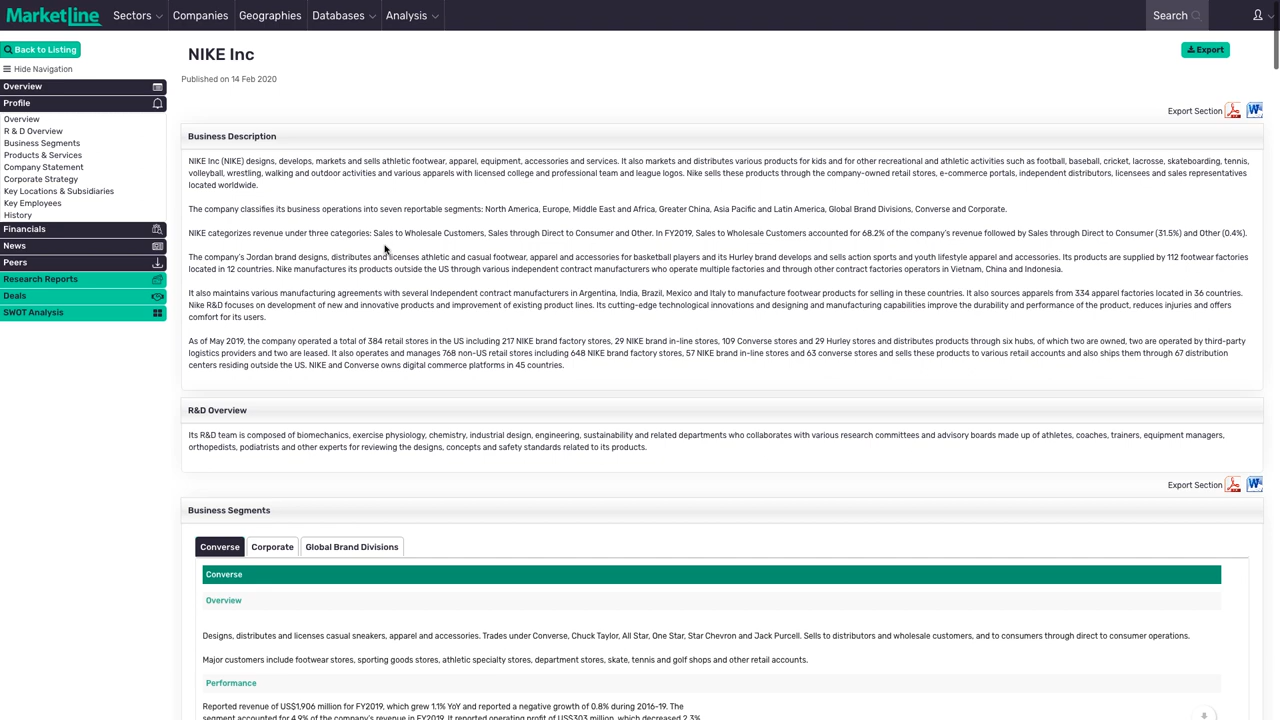 MarketLine Sectors Companies Geographies Databases Analysis Search
Back to Listing
Hide Navigation
Overview
Profile
Overview
R & D Overview
Business Segments
Products & Services
Company Statement
Corporate Strategy
Key Locations & Subsidiaries
Key Employees
History
Financials
News
Peers
Research Reports
Deals
SWOT Analysis
NIKE Inc
Export
Published on 14 Feb 2020
Export Section
Business Description
NIKE Inc (NIKE) designs, develops, markets and sells athletic footwear, apparel, equipment, accessories and services. It also markets and distributes various products for kids and for other recreational and athletic activities such as football, baseball, cricket, lacrosse, skateboarding, tennis,
volleyball, wrestling, walking and outdoor activities and various apparels with licensed college and professional team and league logos. Nike sells these products through the company-owned retail stores, e-commerce portals, independent distributors, licensees and sales representatives
located worldwide.
The company classifies its business operations into seven reportable segments: North America, Europe, Middle East and Africa, Greater China, Asia Pacific and Latin America, Global Brand Divisions, Converse and Corporate.
NIKE categorizes revenue under three categories: Sales to Wholesale Customers, Sales through Direct to Consumer and Other. In FY2019, Sales to Wholesale Customers accounted for 68.2% of the company's revenue followed by Sales through Direct to Consumer (31.5%) and Other (0.4%).
The company's Jordan brand designs, distributes and licenses athletic and casual footwear, apparel and accessories for basketball players and its Hurley brand develops and sells action sports and youth lifestyle apparel and accessories. Its products are supplied by 112 footwear factories
located in 12 countries. Nike manufactures its products outside the US through various independent contract manufacturers who operate multiple factories and through other contract factories operators in Vietnam, China and Indonesia.
It also maintains various manufacturing agreements with several Independent contract manufacturers in Argentina, India, Brazil, Mexico and Italy to manufacture footwear products for selling in these countries. It also sources apparels from 334 apparel factories located in 36 countries.
Nike R&D focuses on development of new and innovative products and improvement of existing product lines. Its cutting-edge technological innovations and designing and manufacturing capabilities improve the durability and performance of the product, reduces injuries and offers
comfort for its users.
As of May 2019, the company operated a total of 384 retail stores in the US including 217 NIKE brand factory stores, 29 NIKE brand in-line stores, 109 Converse stores and 29 Hurley stores and distributes products through six hubs, of which two are owned, two are operated by third-party
logistics providers and two are leased. It also operates and manages 768 non-US retail stores including 648 NIKE brand factory stores, 57 NIKE brand in-line stores and 63 converse stores and sells these products to various retail accounts and also ships them through 67 distribution
centers residing outside the US. NIKE and Converse owns digital commerce platforms in 45 countries.
R&D Overview
Its R&D team is composed of biomechanics, exercise physiology, chemistry, industrial design, engineering, sustainability and related departments who collaborates with various research committees and advisory boards made up of athletes, coaches, trainers, equipment managers,
orthopedists, podiatrists and other experts for reviewing the designs, concepts and safety standards related to its products.
Export Section
Business Segments
Converse Corporate Global Brand Divisions
Converse
Overview
Designs, distributes and licenses casual sneakers, apparel and accessories. Trades under Converse, Chuck Taylor, All Star, One Star, Star Chevron and Jack Purcell. Sells to distributors and wholesale customers, and to consumers through direct to consumer operations.
Major customers include footwear stores, sporting goods stores, athletic specialty stores, department stores, skate, tennis and golf shops and other retail accounts.
Performance
Reported revenue of US$1,906 million for FY2019, which grew 1.1% YoY and reported a negative growth of 0.8% during 2016-19. The
segment accounted for 4.9% of the company's revenue in FY2019. It reported operating profit of US$303 million, which decreased 2.3%